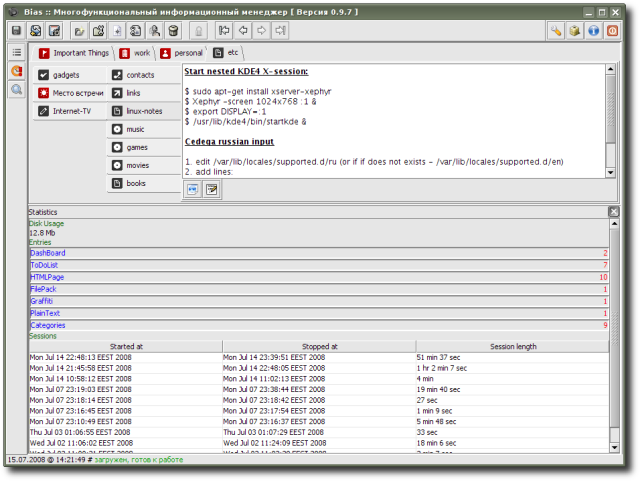 Bias :: Многофункциональный информационный менеджер [ Версия 0.9.7 ]
Important Things
work
personal
etc
gadgets
Место встречи
Internet-TV
contacts
links
linux-notes
music
games
movies
books
Start nested KDE4 X-session:
$ sudo apt-get install xserver-xephyr
$ Xephyr -screen 1024x768 :1 &
$ export DISPLAY=:1
$ /usr/lib/kde4/bin/startkde &
Cedega russian input
1. edit /var/lib/locales/supported.d/ru (or if if does not exists - /var/lib/locales/supported.d/en)
2. add lines:
Statistics
Disk Usage
12.8 Mb
Entries
DashBoard 2
ToDoList 7
HTMLPage 10
FilePack 1
Graffiti 1
PlainText 1
Categories 9
Sessions
Started at Stopped at Session length
Mon Jul 14 22:48:13 EEST 2008 Mon Jul 14 23:39:51 EEST 2008 51 min 37 sec
Mon Jul 14 21:45:58 EEST 2008 Mon Jul 14 22:48:05 EEST 2008 1 hr 2 min 7 sec
Mon Jul 14 10:58:12 EEST 2008 Mon Jul 14 11:02:13 EEST 2008 4 min
Mon Jul 07 23:19:03 EEST 2008 Mon Jul 07 23:38:44 EEST 2008 19 min 40 sec
Mon Jul 07 23:18:14 EEST 2008 Mon Jul 07 23:18:42 EEST 2008 27 sec
Mon Jul 07 23:16:45 EEST 2008 Mon Jul 07 23:17:54 EEST 2008 1 min 9 sec
Mon Jul 07 23:10:49 EEST 2008 Mon Jul 07 23:16:37 EEST 2008 5 min 48 sec
Thu Jul 03 01:06:55 EEST 2008 Thu Jul 03 01:07:29 EEST 2008 33 sec
Wed Jul 02 11:06:02 EEST 2008 Wed Jul 02 11:24:09 EEST 2008 18 min 6 sec
15.07.2008 @ 14:21:49 # загружен, готов к работе